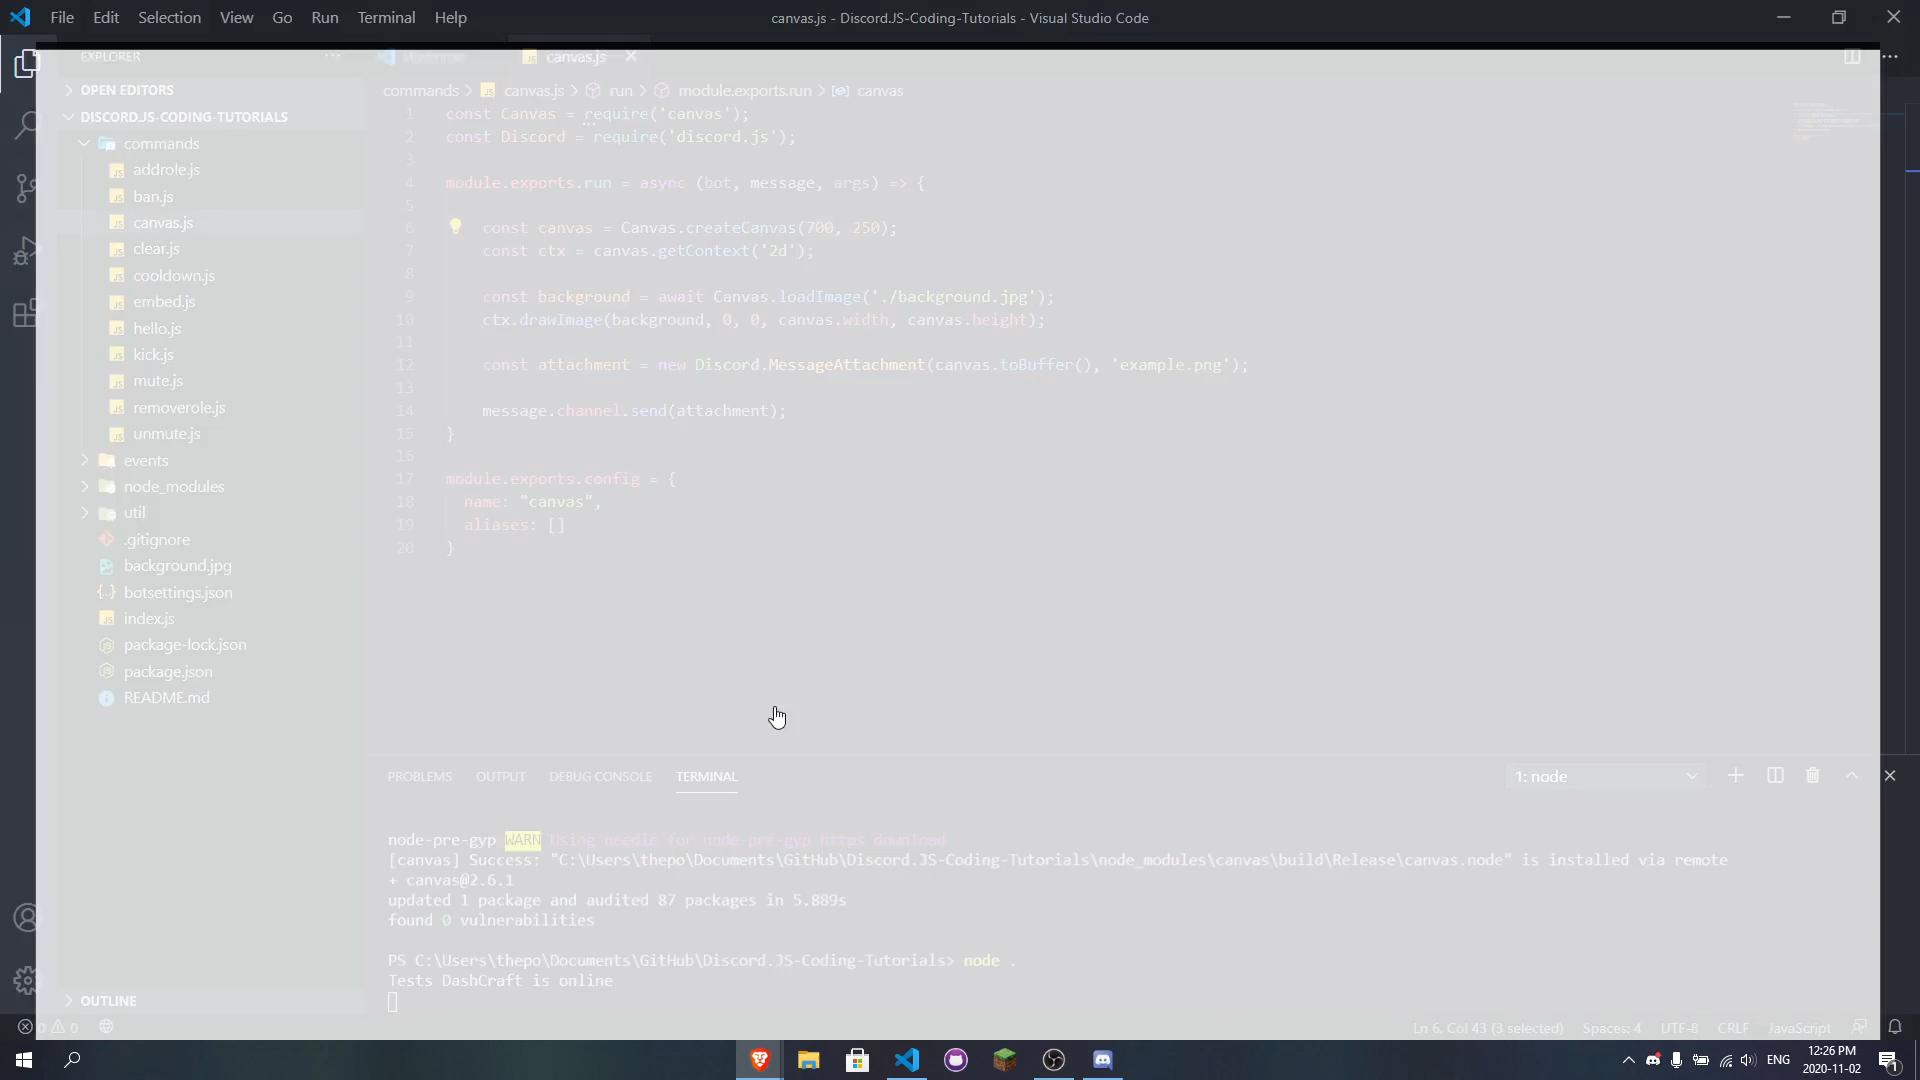 File Edit Selection View Go Run Terminal Help
canvas.js - Discord.JS-Coding-Tutorials - Visual Studio Code
EXPLORER
canvas.js
OPEN EDITORS
DISCORD.JS-CODING-TUTORIALS
commands
addrole.js
ban.js
canvas.js
clear.js
cooldown.js
embed.js
hello.js
kick.js
mute.js
removerole.js
unmute.js
events
node_modules
util
.gitignore
background.jpg
botsettings.json
index.js
package-lock.json
package.json
README.md
OUTLINE
commands > canvas.js > run > module.exports.run > canvas
1 const Canvas = require('canvas');
2 const Discord = require('discord.js');
3
4 module.exports.run = async (bot, message, args) => {
5
6 const canvas = Canvas.createCanvas(700, 250);
7 const ctx = canvas.getContext('2d');
8
9 const background = await Canvas.loadImage('./background.jpg');
10 ctx.drawImage(background, 0, 0, canvas.width, canvas.height);
11
12 const attachment = new Discord.MessageAttachment(canvas.toBuffer(), 'example.png');
13
14 message.channel.send(attachment);
15 }
16
17 module.exports.config = {
18 name: "canvas",
19 aliases: []
20 }
PROBLEMS OUTPUT DEBUG CONSOLE TERMINAL
1: node
node-pre-gyp WARN Using needle for node-pre-gyp https download
[canvas] Success: "C:\Users\thepo\Documents\GitHub\Discord.JS-Coding-Tutorials\node_modules\canvas\build\Release\canvas.node" is installed via remote
+ canvas@2.6.1
updated 1 package and audited 87 packages in 5.889s
found 0 vulnerabilities
PS C:\Users\thepo\Documents\GitHub\Discord.JS-Coding-Tutorials> node .
Tests DashCraft is online
0 0
Ln 6, Col 43 (3 selected) Spaces: 4 UTF-8 CRLF JavaScript
ENG
12:26 PM
2020-11-02
1